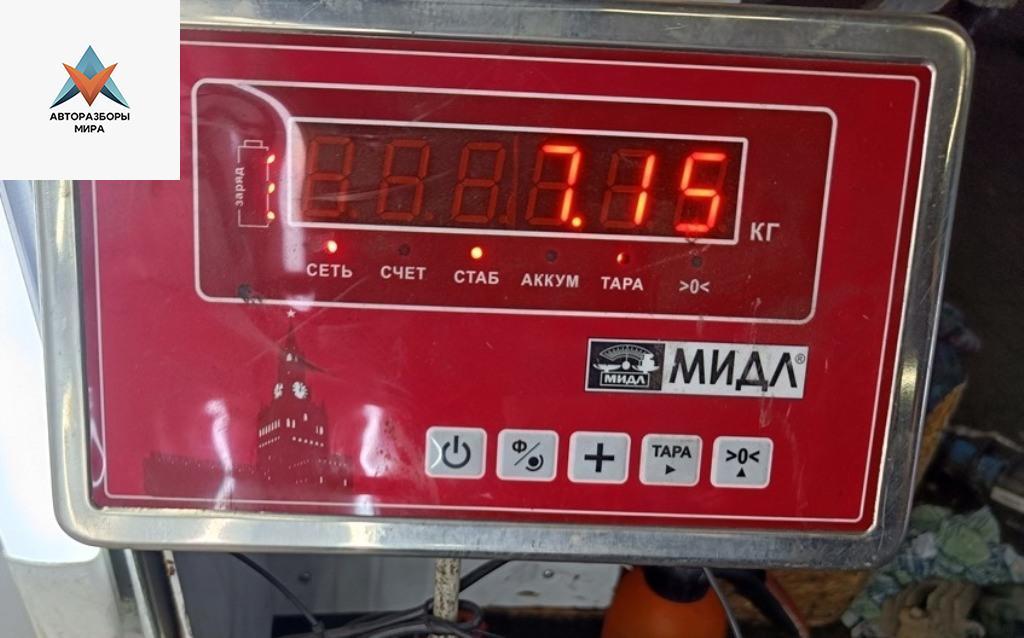 АВТОРАЗБОРЫ
МИРА
заряд
7.15
КГ
СЕТЬ СЧЕТ СТАБ АККУМ ТАРА >0<
МИДЛ МИДЛ®
Ф/ + ТАРА >0<